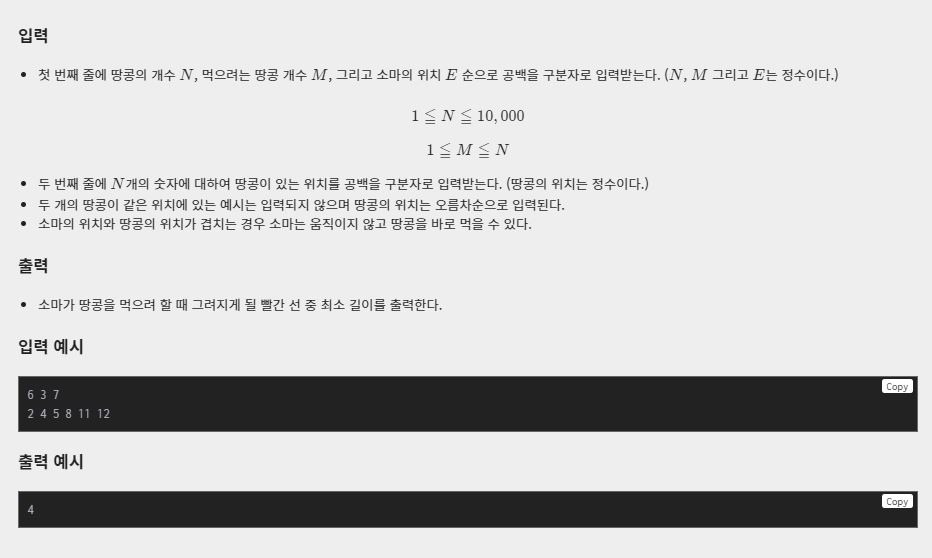 입력
• 첫 번째 줄에 땅콩의 개수 N, 먹으려는 땅콩 개수 M, 그리고 소마의 위치 E 순으로 공백을 구분자로 입력받는다. (N, M 그리고 E는 정수이다.)
1 ≦ N ≦ 10,000
1 ≦ M ≦ N
• 두 번째 줄에 N개의 숫자에 대하여 땅콩이 있는 위치를 공백을 구분자로 입력받는다. (땅콩의 위치는 정수이다.)
• 두 개의 땅콩이 같은 위치에 있는 예시는 입력되지 않으며 땅콩의 위치는 오름차순으로 입력된다.
• 소마의 위치와 땅콩의 위치가 겹치는 경우 소마는 움직이지 않고 땅콩을 바로 먹을 수 있다.
출력
• 소마가 땅콩을 먹으려 할 때 그려지게 될 빨간 선 중 최소 길이를 출력한다.
입력 예시
Copy
6 3 7
2 4 5 8 11 12
출력 예시
Copy
4